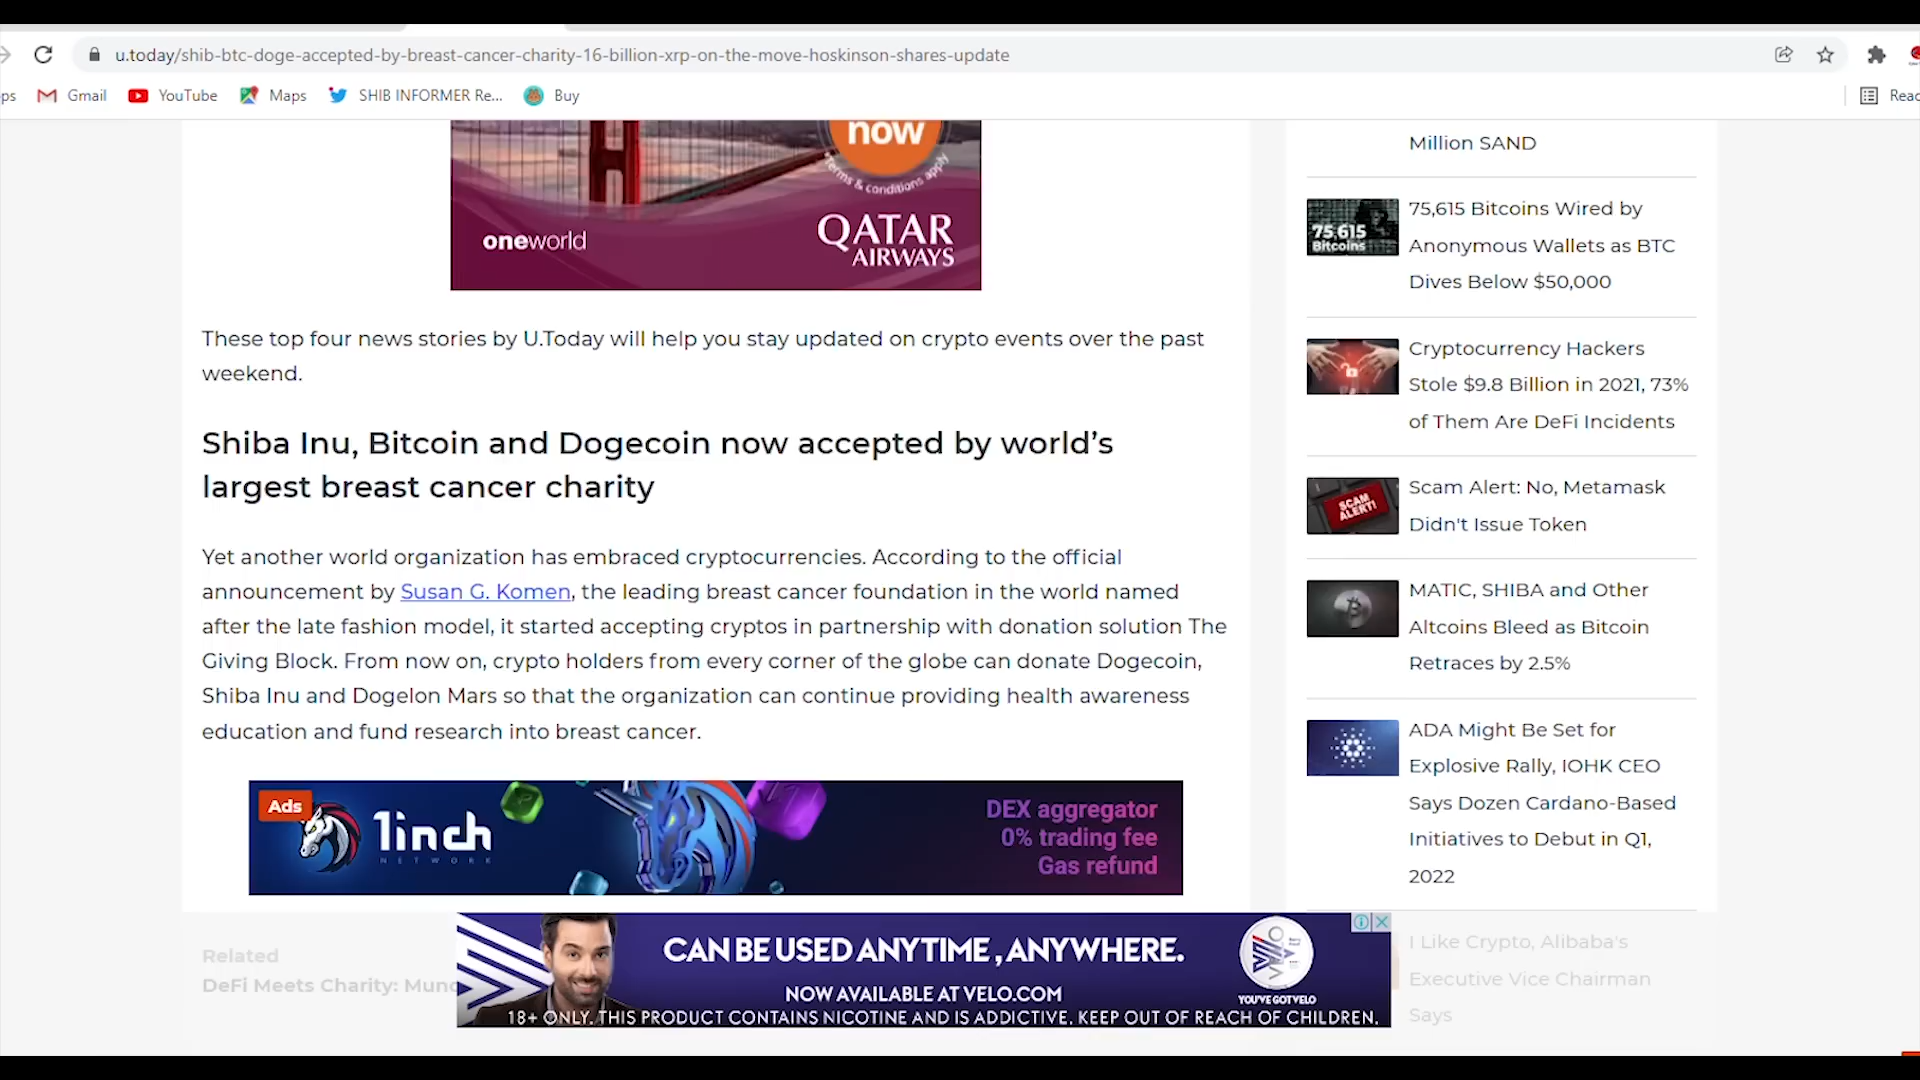 u.today/shib-btc-doge-accepted-by-breast-cancer-charity-16-billion-xrp-on-the-move-hoskinson-shares-update
ps
Gmail
YouTube
Maps
SHIB INFORMER Re...
Buy
Reac
now
Terms & conditions apply
oneworld
QATAR
AIRWAYS
These top four news stories by U.Today will help you stay updated on crypto events over the past
weekend.
Shiba Inu, Bitcoin and Dogecoin now accepted by world’s
largest breast cancer charity
Yet another world organization has embraced cryptocurrencies. According to the official
announcement by Susan G. Komen, the leading breast cancer foundation in the world named
after the late fashion model, it started accepting cryptos in partnership with donation solution The
Giving Block. From now on, crypto holders from every corner of the globe can donate Dogecoin,
Shiba Inu and Dogelon Mars so that the organization can continue providing health awareness
education and fund research into breast cancer.
Ads
1inch
NETWORK
DEX aggregator
0% trading fee
Gas refund
Related
DeFi Meets Charity: Mun
CAN BE USED ANYTIME, ANYWHERE.
NOW AVAILABLE AT VELO.COM
18+ ONLY. THIS PRODUCT CONTAINS NICOTINE AND IS ADDICTIVE. KEEP OUT OF REACH OF CHILDREN.
VELO
YOU'VE GOT VELO
Million SAND
75,615
Bitcoins
75,615 Bitcoins Wired by
Anonymous Wallets as BTC
Dives Below $50,000
Cryptocurrency Hackers
Stole $9.8 Billion in 2021, 73%
of Them Are DeFi Incidents
SCAM
ALERT!
Scam Alert: No, Metamask
Didn't Issue Token
MATIC, SHIBA and Other
Altcoins Bleed as Bitcoin
Retraces by 2.5%
ADA Might Be Set for
Explosive Rally, IOHK CEO
Says Dozen Cardano-Based
Initiatives to Debut in Q1,
2022
I Like Crypto, Alibaba's
Executive Vice Chairman
Says